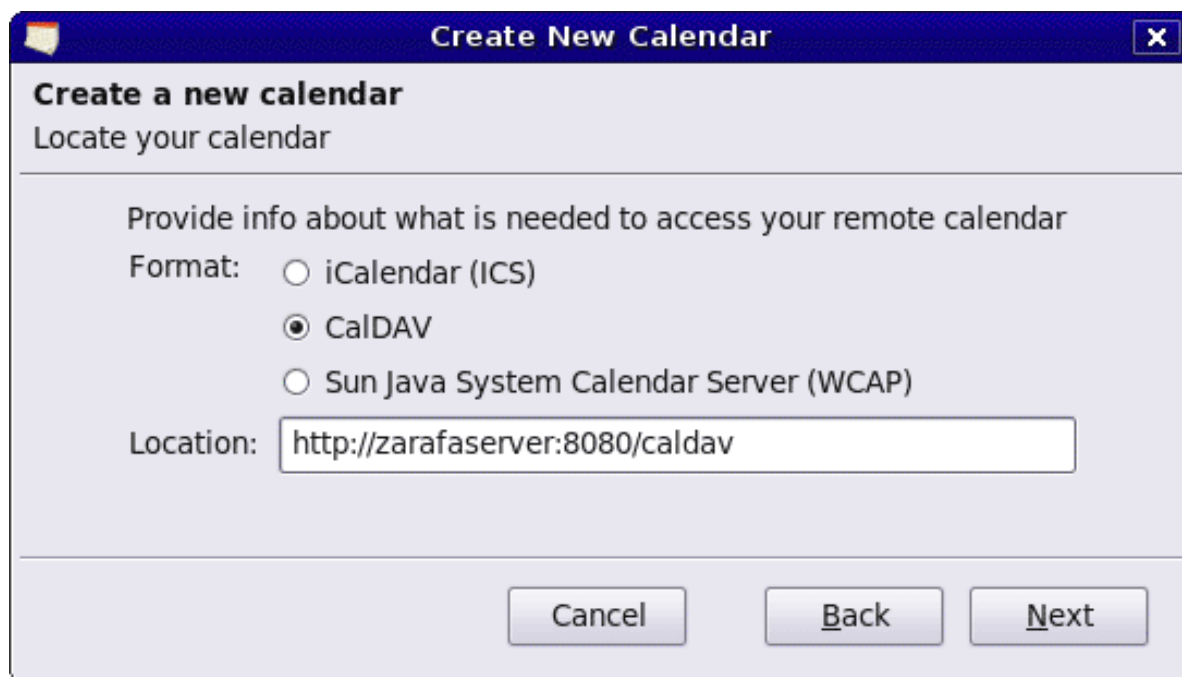 Create New Calendar
Create a new calendar
Locate your calendar
Provide info about what is needed to access your remote calendar
Format: iCalendar (ICS)
CalDAV
Sun Java System Calendar Server (WCAP)
Location: http://zarafaserver:8080/caldav
Cancel Back Next